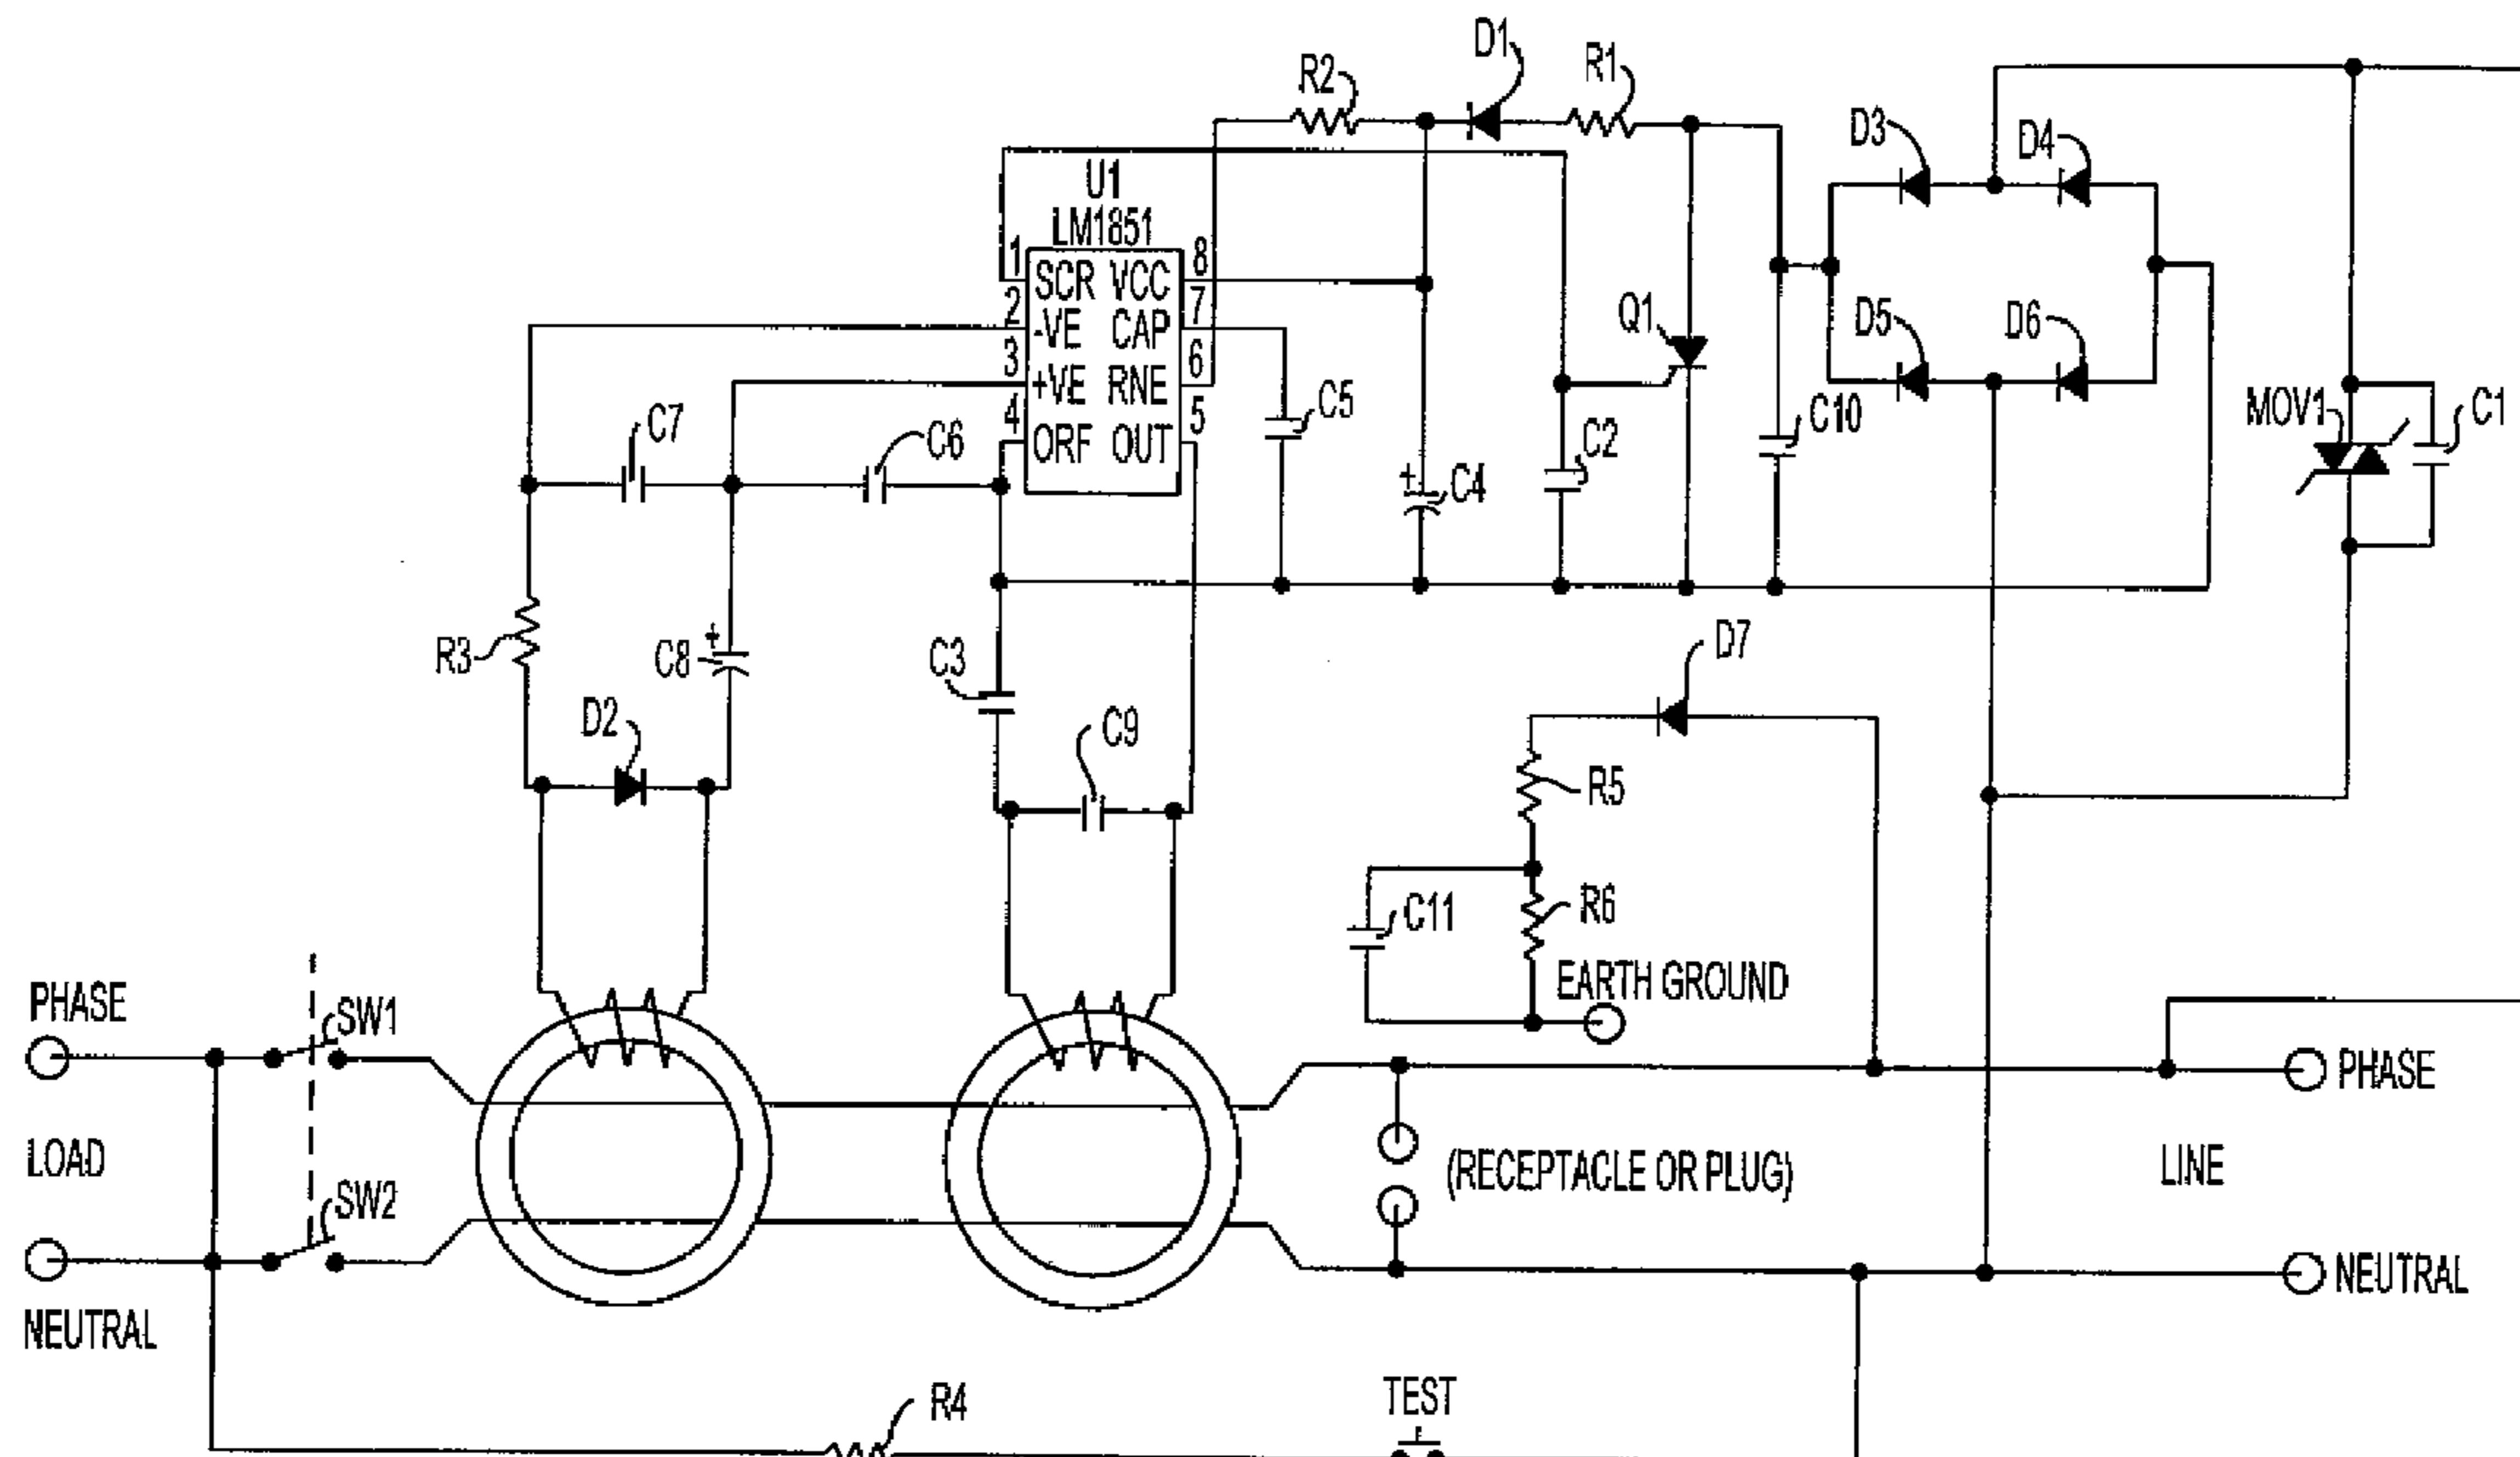 D1
R2
R1
D3
D4
U1
LM1851
1 SCR VCC 8
2 -VE CAP 7
3 +VE RNE 6
4 ORF OUT 5
Q1
D5
D6
MOV1
C1
C7
C6
C5
C10
C2
+ C4
R3
C8 +
C3
D7
D2
C9
R5
C11
R6
EARTH GROUND
PHASE
SW1
PHASE
LOAD
(RECEPTACLE OR PLUG)
LINE
SW2
NEUTRAL
NEUTRAL
R4
TEST